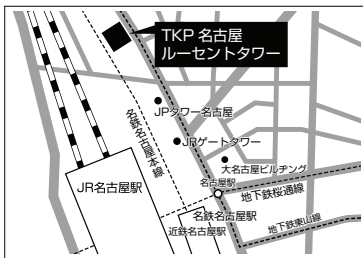 TKP 名古屋
ルーセントタワー
JPタワー名古屋
名鉄名古屋本線
JRゲートタワー
大名古屋ビルヂング
JR名古屋駅
名古屋駅
地下鉄桜通線
名鉄名古屋駅
近鉄名古屋駅
地下鉄東山線